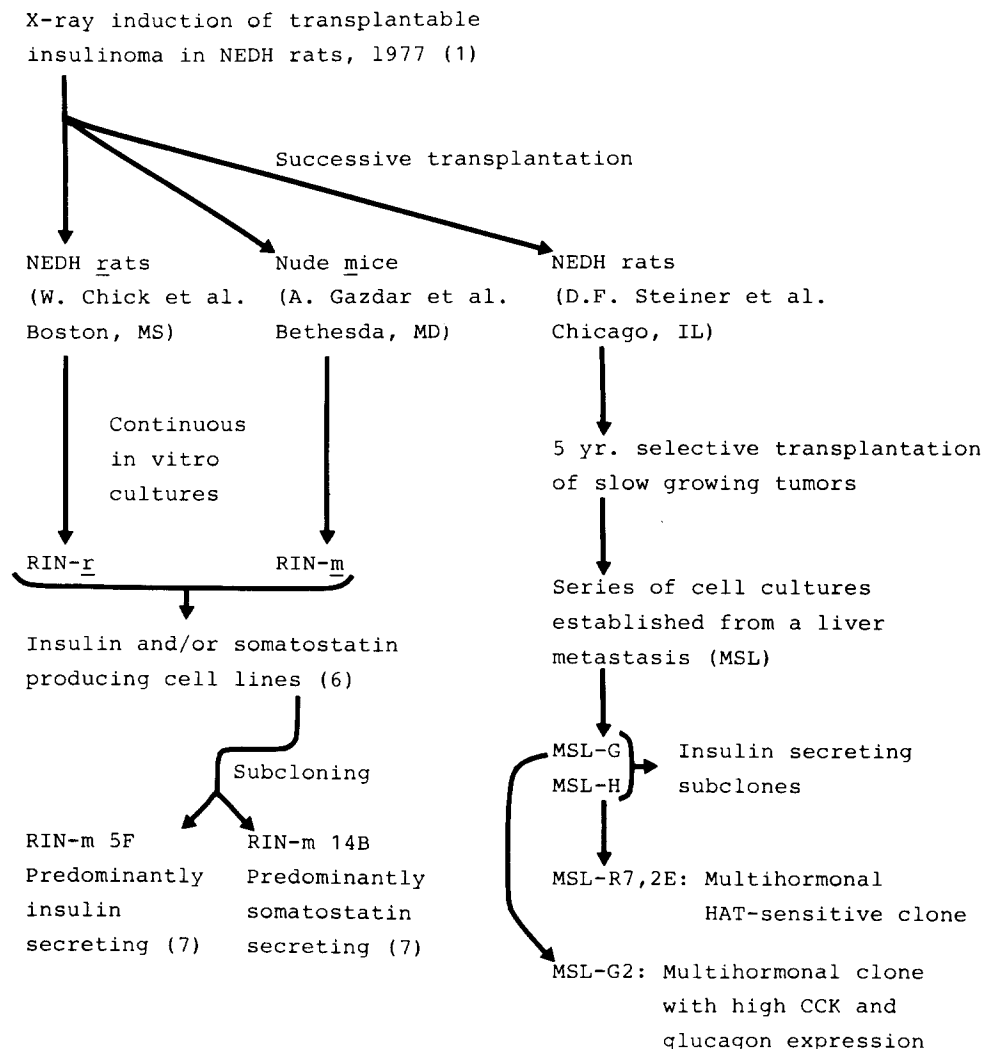 X-ray induction of transplantable
insulinoma in NEDH rats, 1977 (1)
Successive transplantation
NEDH rats
(W. Chick et al.
Boston, MS)
Nude mice
(A. Gazdar et al.
Bethesda, MD)
NEDH rats
(D.F. Steiner et al.
Chicago, IL)
Continuous
in vitro
cultures
RIN-r
RIN-m
Insulin and/or somatostatin
producing cell lines (6)
Subcloning
RIN-m 5F
Predominantly
insulin
secreting (7)
RIN-m 14B
Predominantly
somatostatin
secreting (7)
5 yr. selective transplantation
of slow growing tumors
Series of cell cultures
established from a liver
metastasis (MSL)
MSL-G
MSL-H
Insulin secreting
subclones
MSL-R7,2E: Multihormonal
HAT-sensitive clone
MSL-G2: Multihormonal clone
with high CCK and
glucagon expression